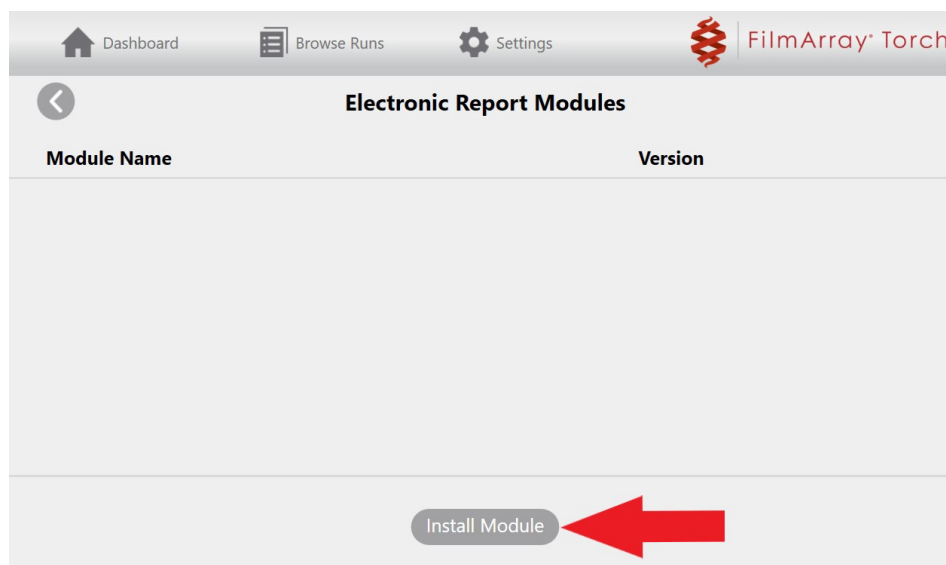 Dashboard Browse Runs Settings FilmArray® Torch
Electronic Report Modules
Module Name Version
Install Module